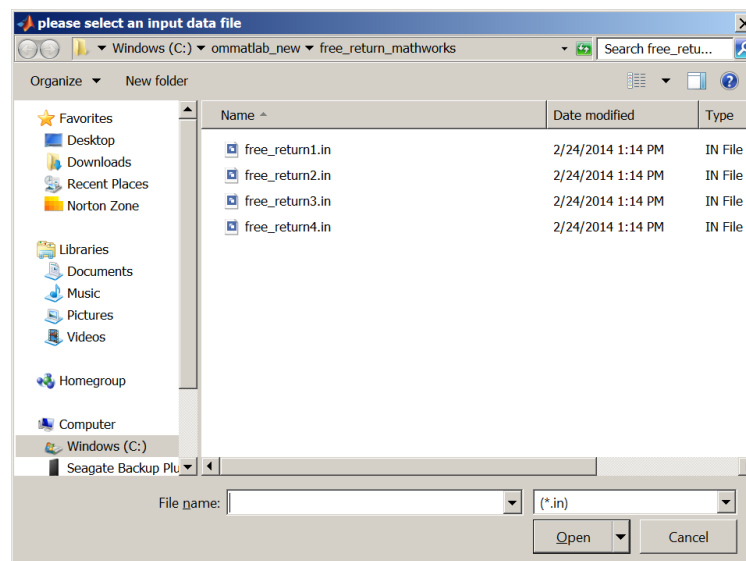 please select an input data file
Windows (C:) ommatlab_new free_return_mathworks Search free_retu...
Organize New folder
Favorites
Desktop
Downloads
Recent Places
Norton Zone
Libraries
Documents
Music
Pictures
Videos
Homegroup
Computer
Windows (C:)
Seagate Backup Plu
Name Date modified Type
free_return1.in 2/24/2014 1:14 PM IN File
free_return2.in 2/24/2014 1:14 PM IN File
free_return3.in 2/24/2014 1:14 PM IN File
free_return4.in 2/24/2014 1:14 PM IN File
File name: (*.in)
Open Cancel